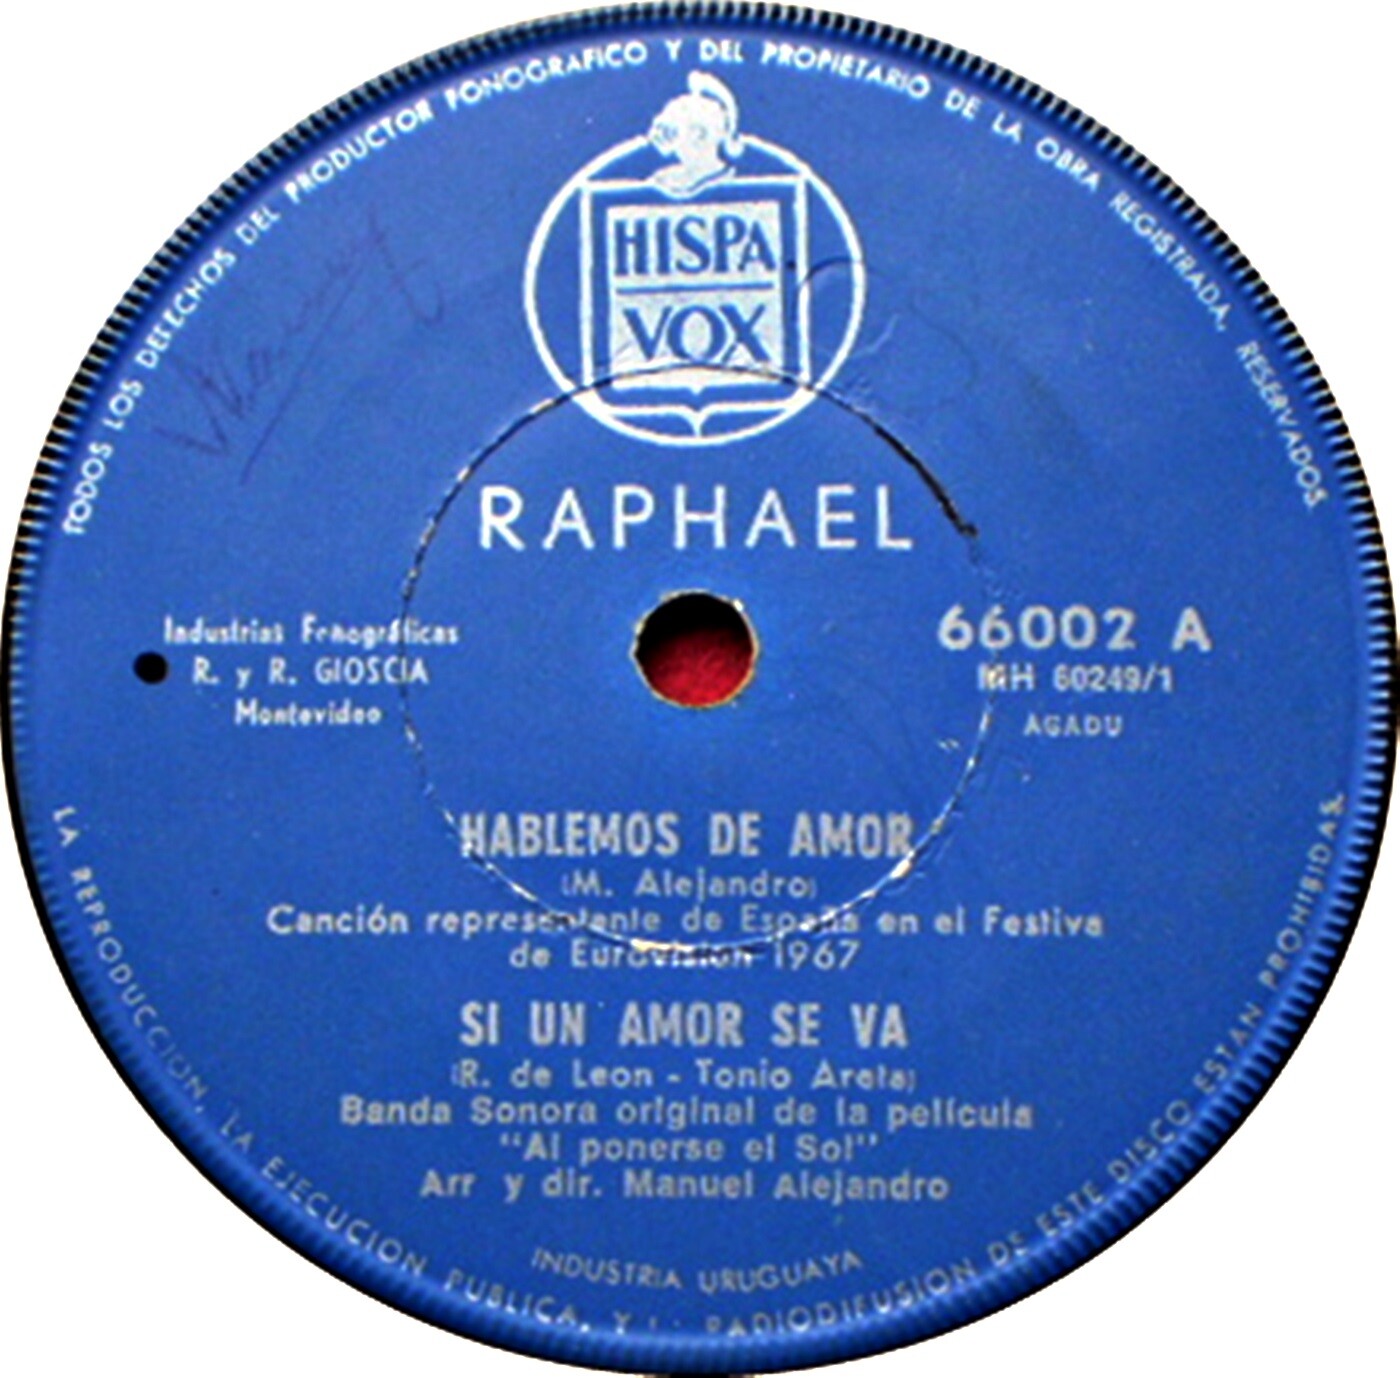 TODOS LOS DERECHOS DEL PRODUCTOR FONOGRAFICO Y DEL PROPIETARIO DE LA OBRA REGISTRADA, RESERVADOS
HISPA
VOX
RAPHAEL
Industrias Fonográficas
R. y R. GIOSCIA
Montevideo
66002 A
MH 60249/1
AGADU
HABLEMOS DE AMOR
(M. Alejandro)
Canción representante de España en el Festiva
de Eurovisión 1967
SI UN AMOR SE VA
(R. de Leon - Tonio Areta)
Banda Sonora original de la película
"Al ponerse el Sol"
Arr y dir. Manuel Alejandro
INDUSTRIA URUGUAYA
LA REPRODUCCION, LA EJECUCION PUBLICA, Y RADIODIFUSION DE ESTE DISCO ESTAN PROHIBIDAS.